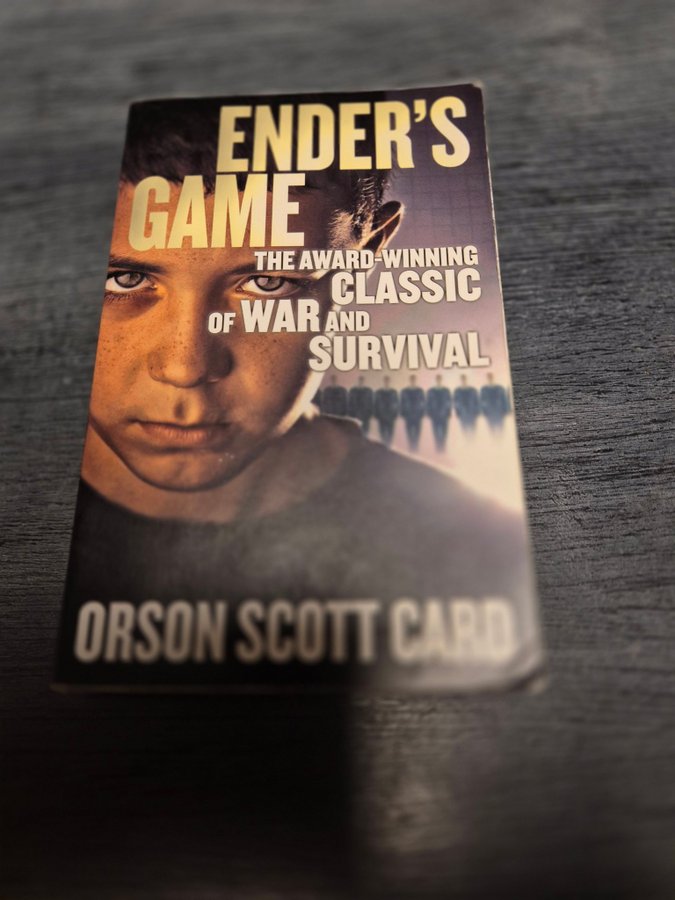 ENDER'S
GAME
THE AWARD-WINNING
CLASSIC
OF WAR AND
SURVIVAL
ORSON SCOTT CARD